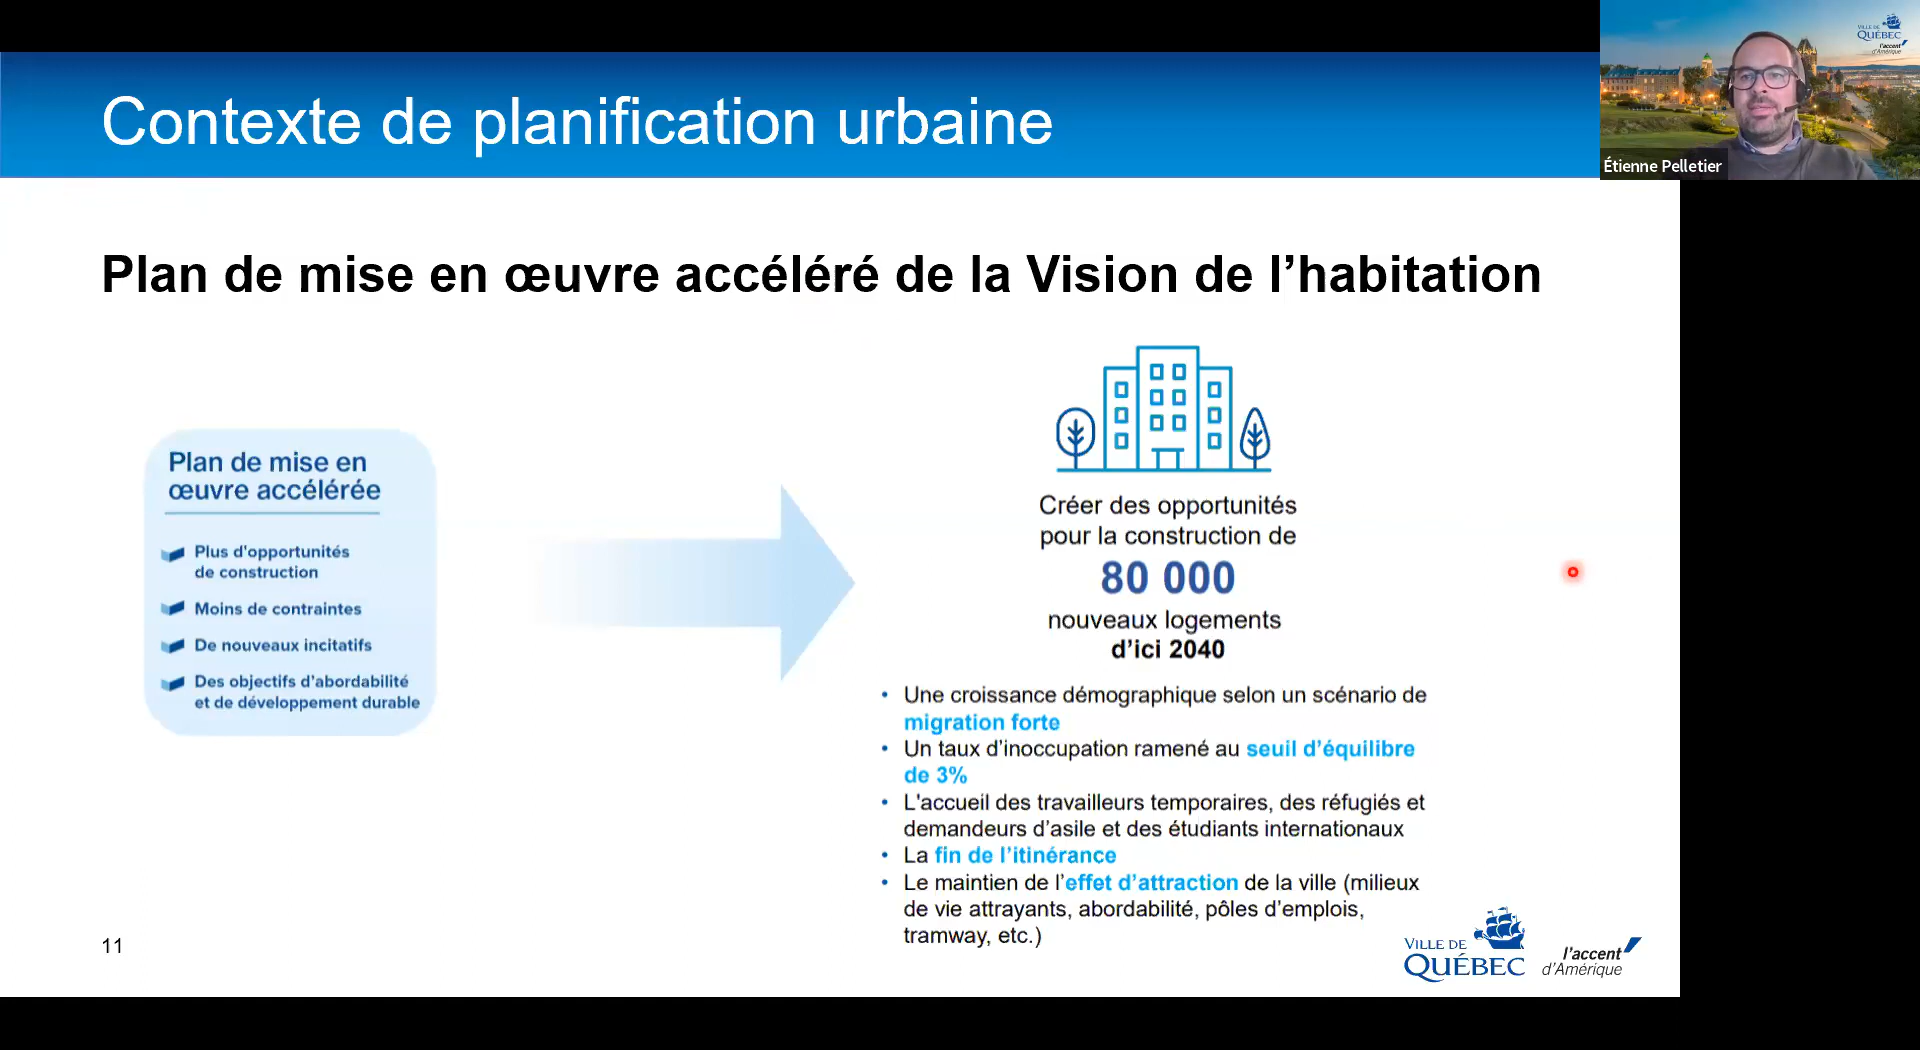 Contexte de planification urbaine
VILLE DE
QUÉBEC
l'accent
d'Amérique
Étienne Pelletier
Plan de mise en œuvre accéléré de la Vision de l’habitation
Plan de mise en
œuvre accélérée
Plus d'opportunités
de construction
Moins de contraintes
De nouveaux incitatifs
Des objectifs d'abordabilité
et de développement durable
Créer des opportunités
pour la construction de
80 000
nouveaux logements
d’ici 2040
• Une croissance démographique selon un scénario de
migration forte
• Un taux d’inoccupation ramené au seuil d’équilibre
de 3%
• L'accueil des travailleurs temporaires, des réfugiés et
demandeurs d’asile et des étudiants internationaux
• La fin de l’itinérance
• Le maintien de l’effet d’attraction de la ville (milieux
de vie attrayants, abordabilité, pôles d’emplois,
tramway, etc.)
11
VILLE DE
QUÉBEC
l’accent
d’Amérique